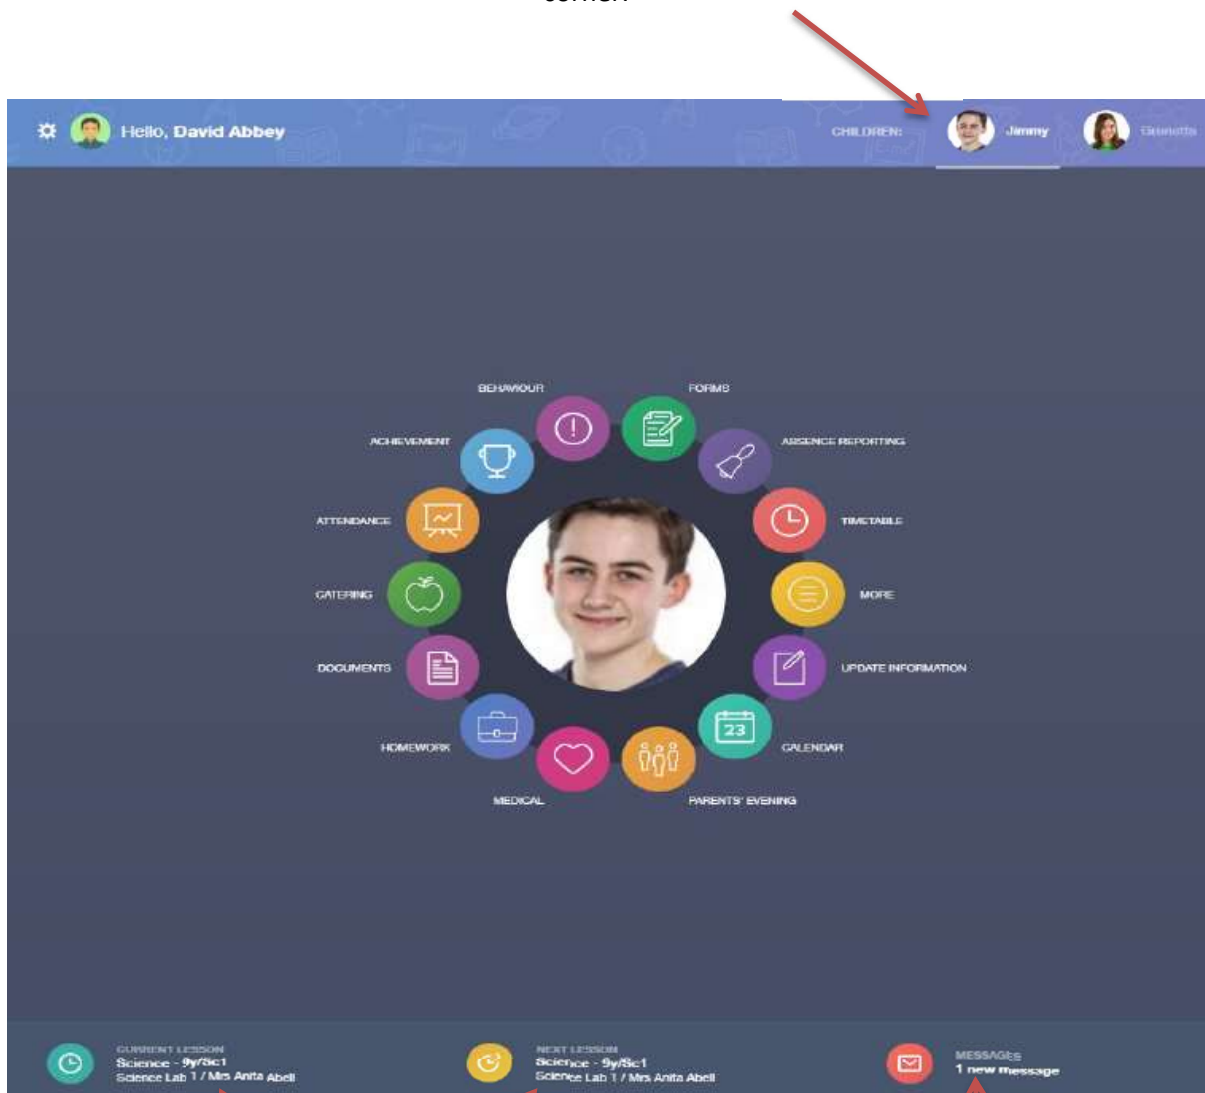 corner.
Hello, David Abbey
CHILDREN:
Jimmy
BEHAVIOUR
FORMS
ACHIEVEMENT
ABSENCE REPORTING
ATTENDANCE
TIMETABLE
CATERING
MORE
DOCUMENTS
UPDATE INFORMATION
23
HOMEWORK
CALENDAR
MEDICAL
PARENTS' EVENING
CURRENT LESSON
Science - 9y/Sc1
Science Lab 1 / Mrs Anita Abell
NEXT LESSON
Science - 9y/Sc1
Science Lab 1 / Mrs Anita Abell
MESSAGES
1 new message